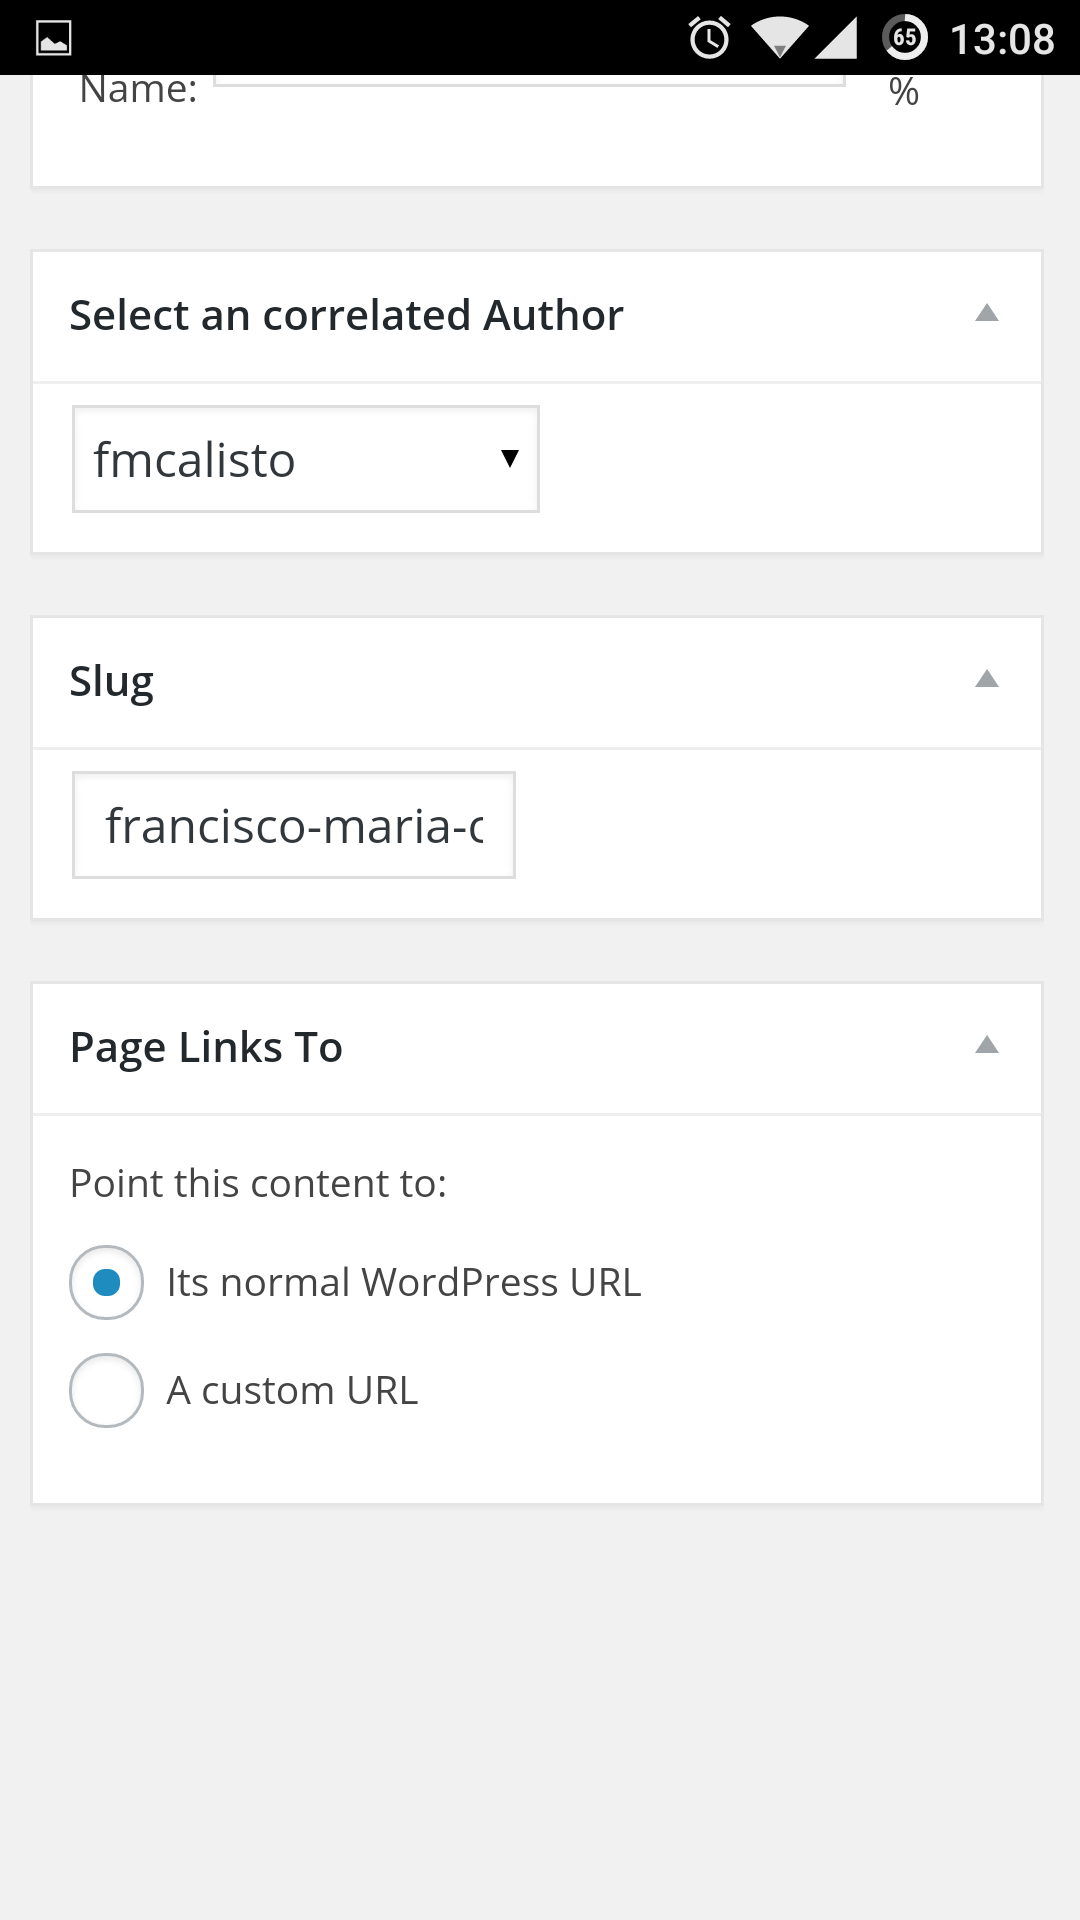 65 13:08
Name: %
Select an correlated Author
fmcalisto
Slug
francisco-maria-c
Page Links To
Point this content to:
Its normal WordPress URL
A custom URL